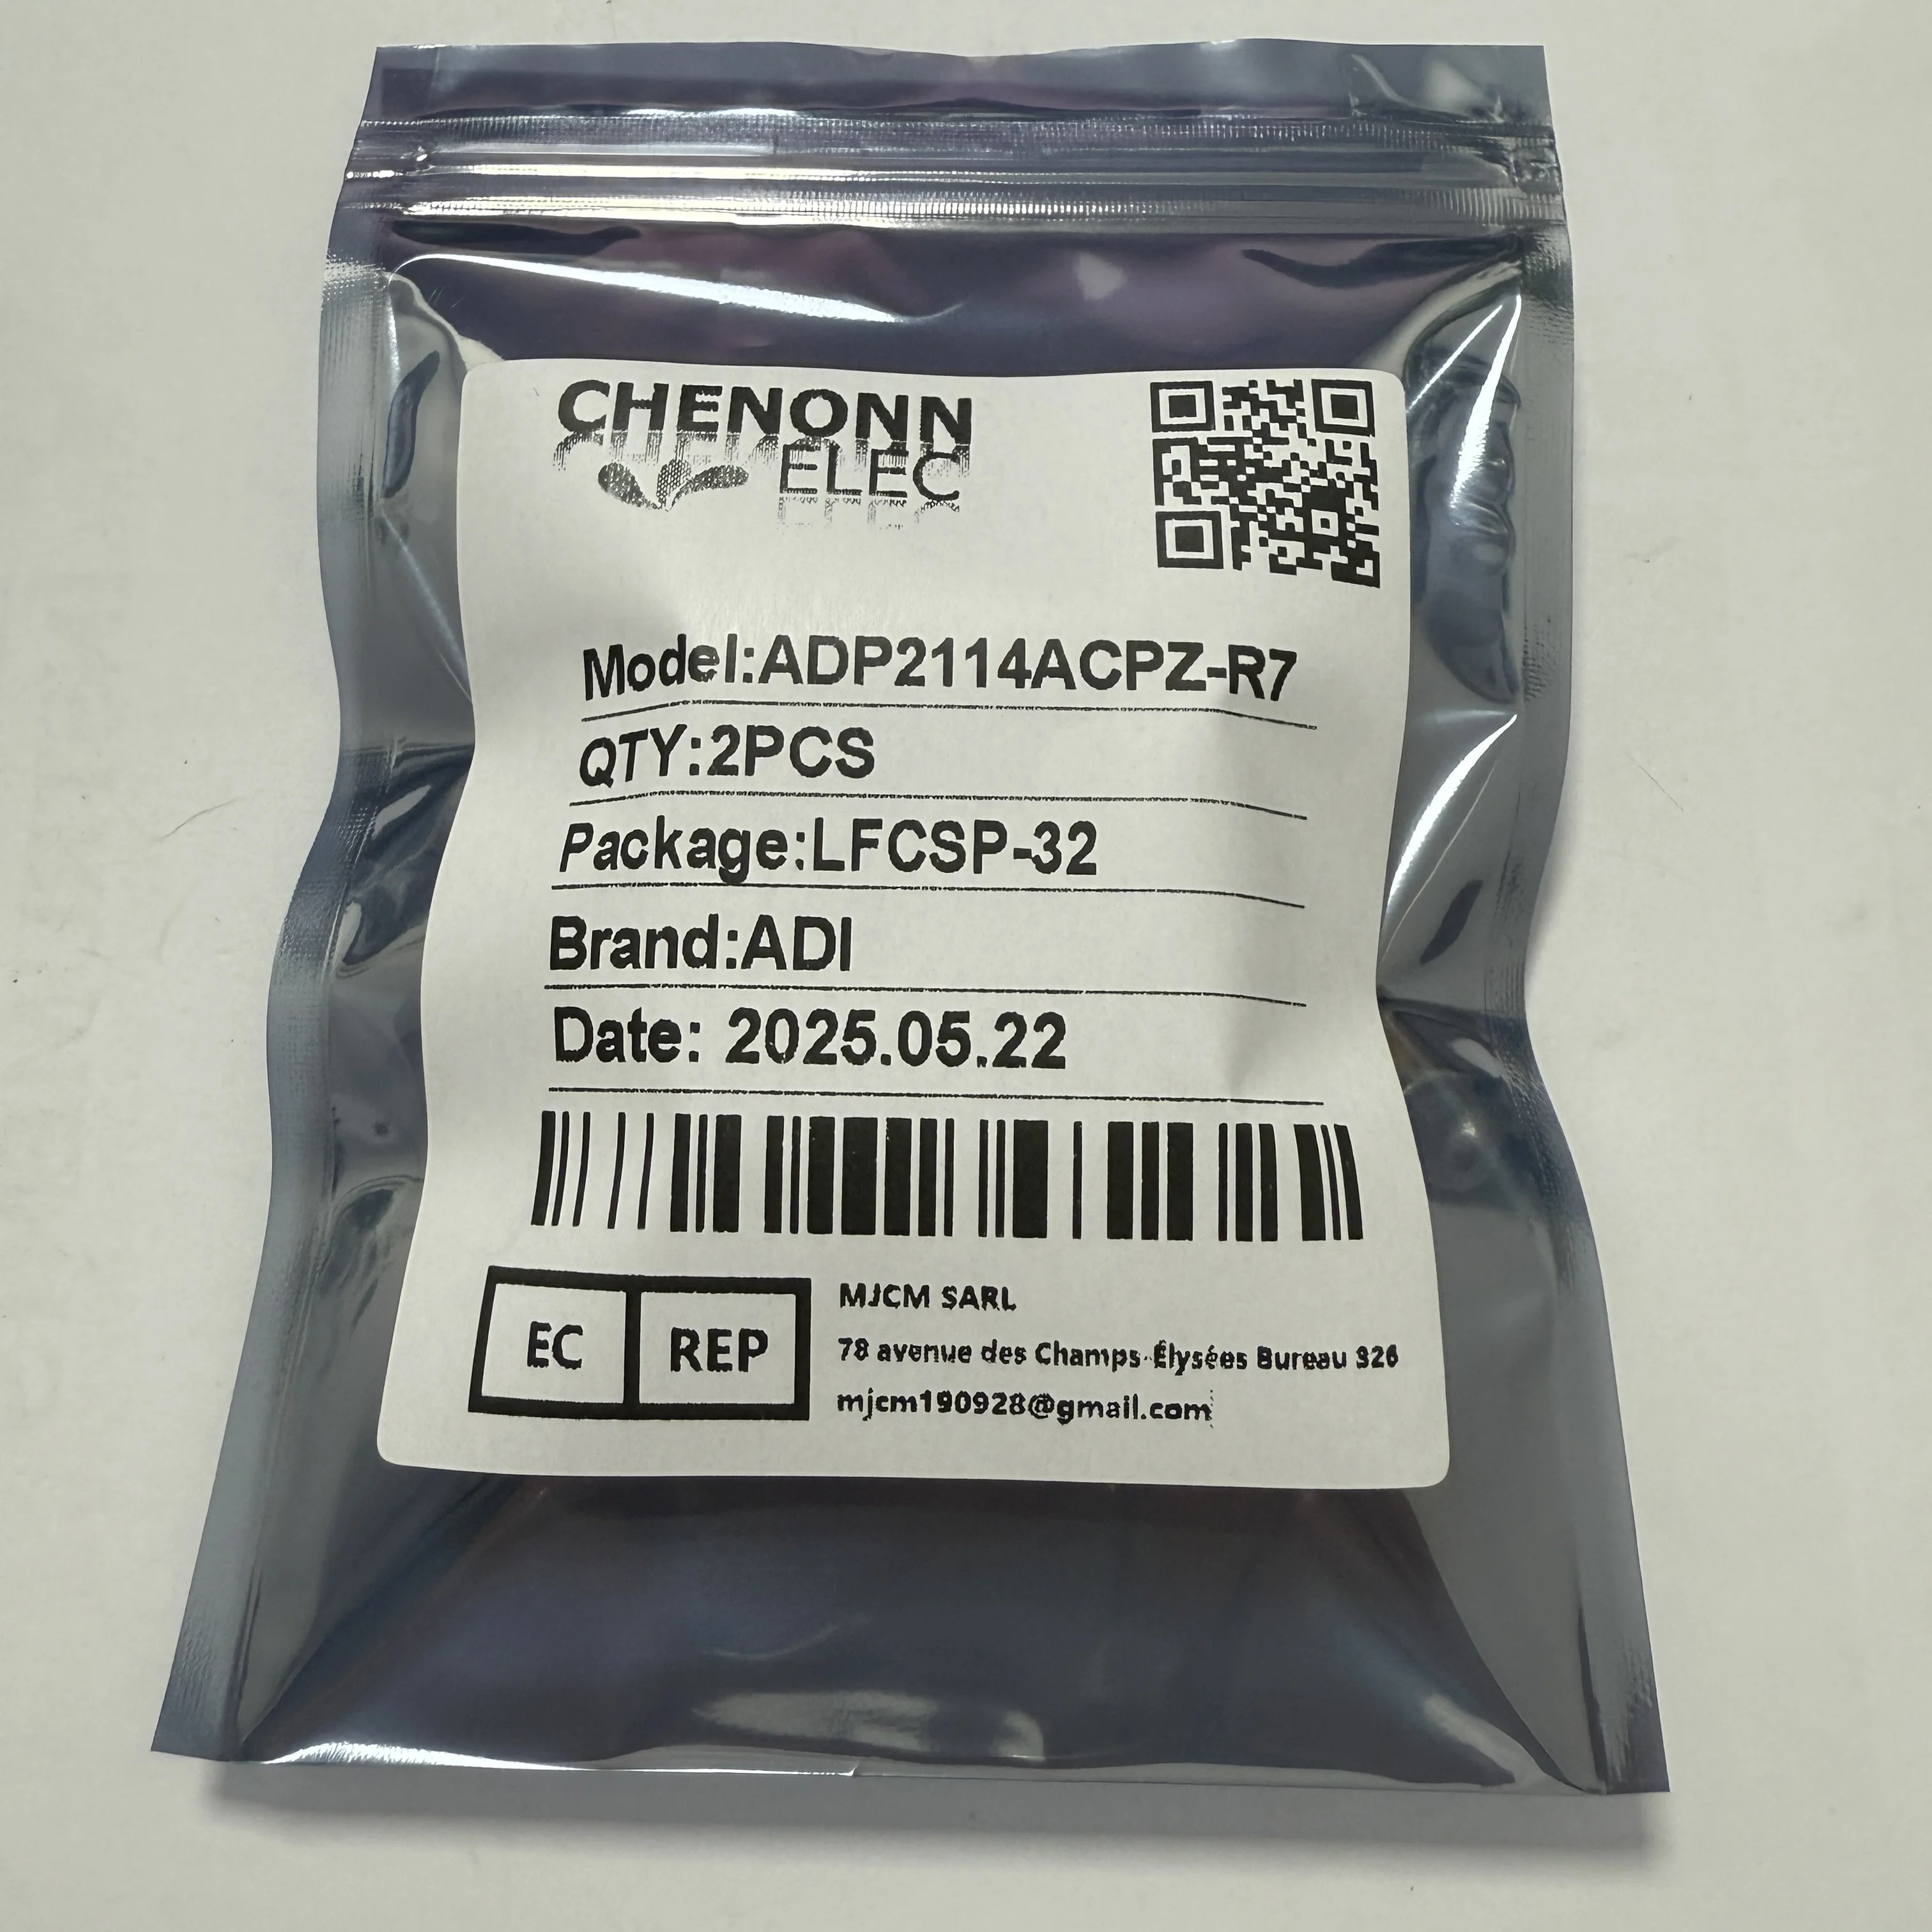 CHENONN
ELEC
Model:ADP2114ACPZ-R7
QTY:2PCS
Package:LFCSP-32
Brand:ADI
Date: 2025.05.22
EC REP
MJCM SARL
78 avenue des Champs-Élysées Bureau 326
mjcm190928@gmail.com